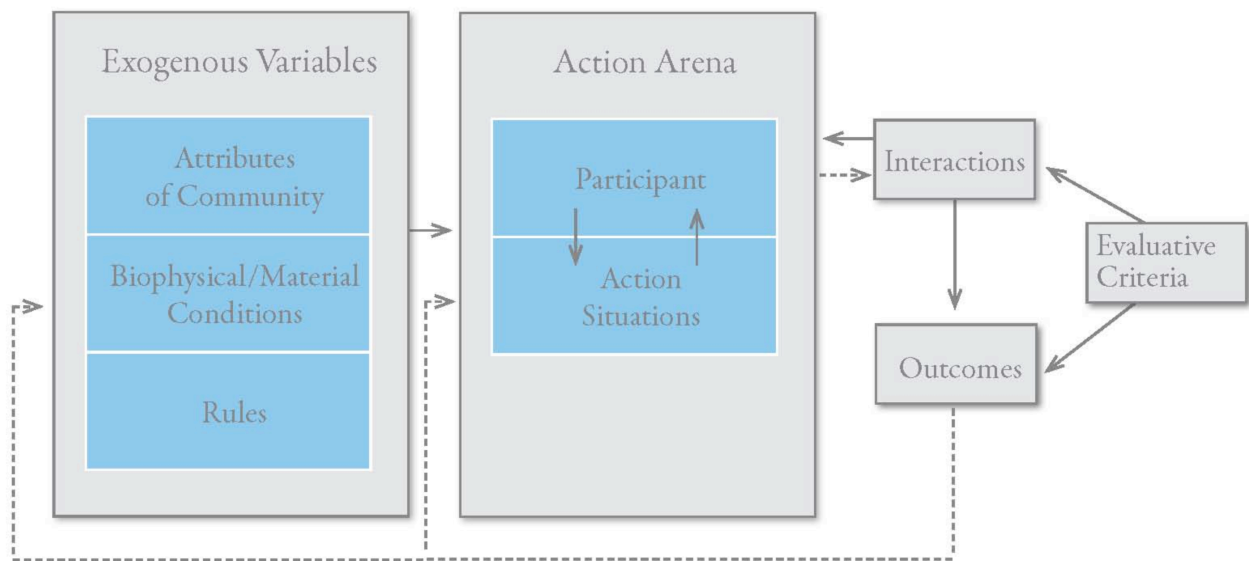 Exogenous Variables
Attributes
of Community
Biophysical/Material
Conditions
Rules
Action Arena
Participant
Action
Situations
Interactions
Evaluative
Criteria
Outcomes